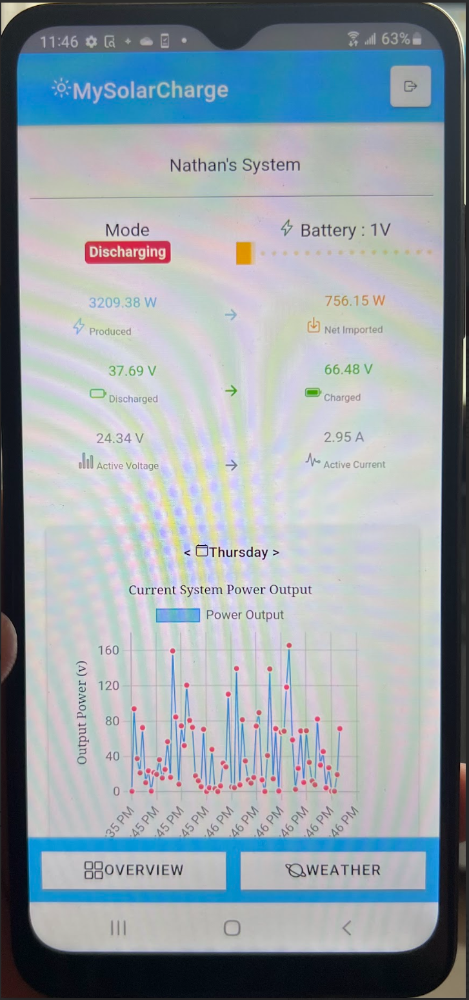 11:46
63%
MySolarCharge
Nathan's System
Mode
Battery : 1V
Discharging
3209.38 W
756.15 W
Produced
Net Imported
37.69 V
66.48 V
Discharged
Charged
24.34 V
2.95 A
Active Voltage
Active Current
< Thursday >
Current System Power Output
Power Output
Output Power (v)
160
120
80
40
0
:35 PM
:45 PM
:45 PM
:45 PM
:46 PM
:46 PM
:46 PM
:46 PM
:46 PM
:46 PM
OVERVIEW
WEATHER